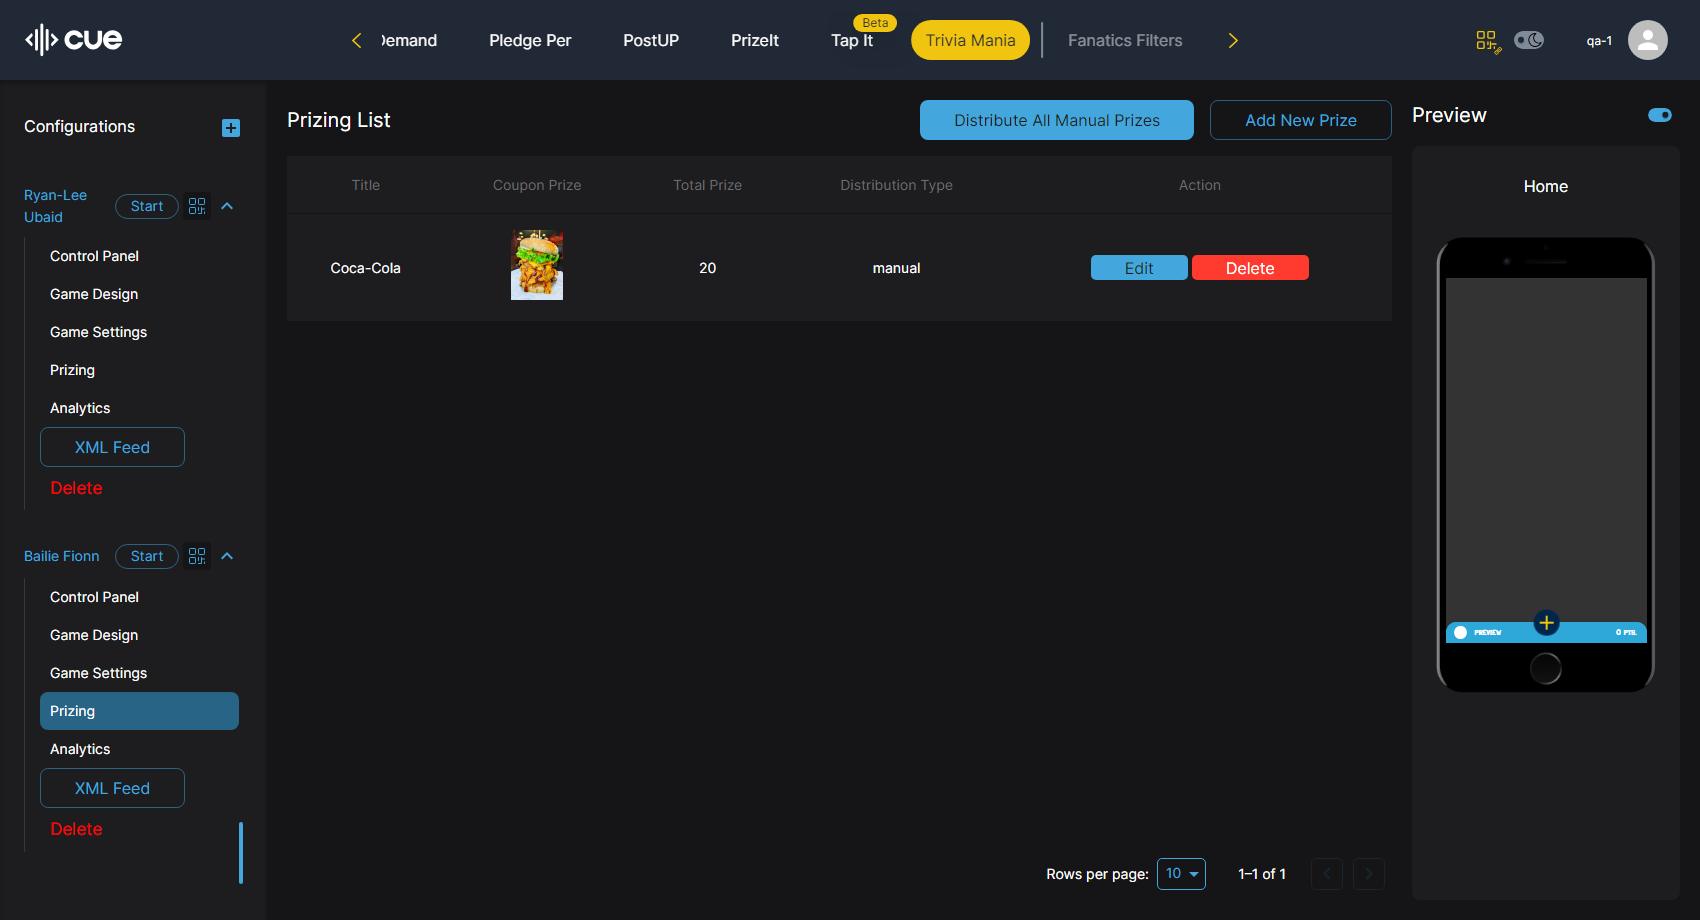 cue
Demand
Pledge Per
PostUP
PrizeIt
Tap It
Beta
Trivia Mania
Fanatics Filters
qa-1
Configurations
Ryan-Lee
Ubaid
Start
Control Panel
Game Design
Game Settings
Prizing
Analytics
XML Feed
Delete
Bailie Fionn
Start
Control Panel
Game Design
Game Settings
Prizing
Analytics
XML Feed
Delete
Prizing List
Distribute All Manual Prizes
Add New Prize
Title
Coupon Prize
Total Prize
Distribution Type
Action
Coca-Cola
20
manual
Edit
Delete
Rows per page:
10
1–1 of 1
Preview
Home
PREVIEW
0 PTS.